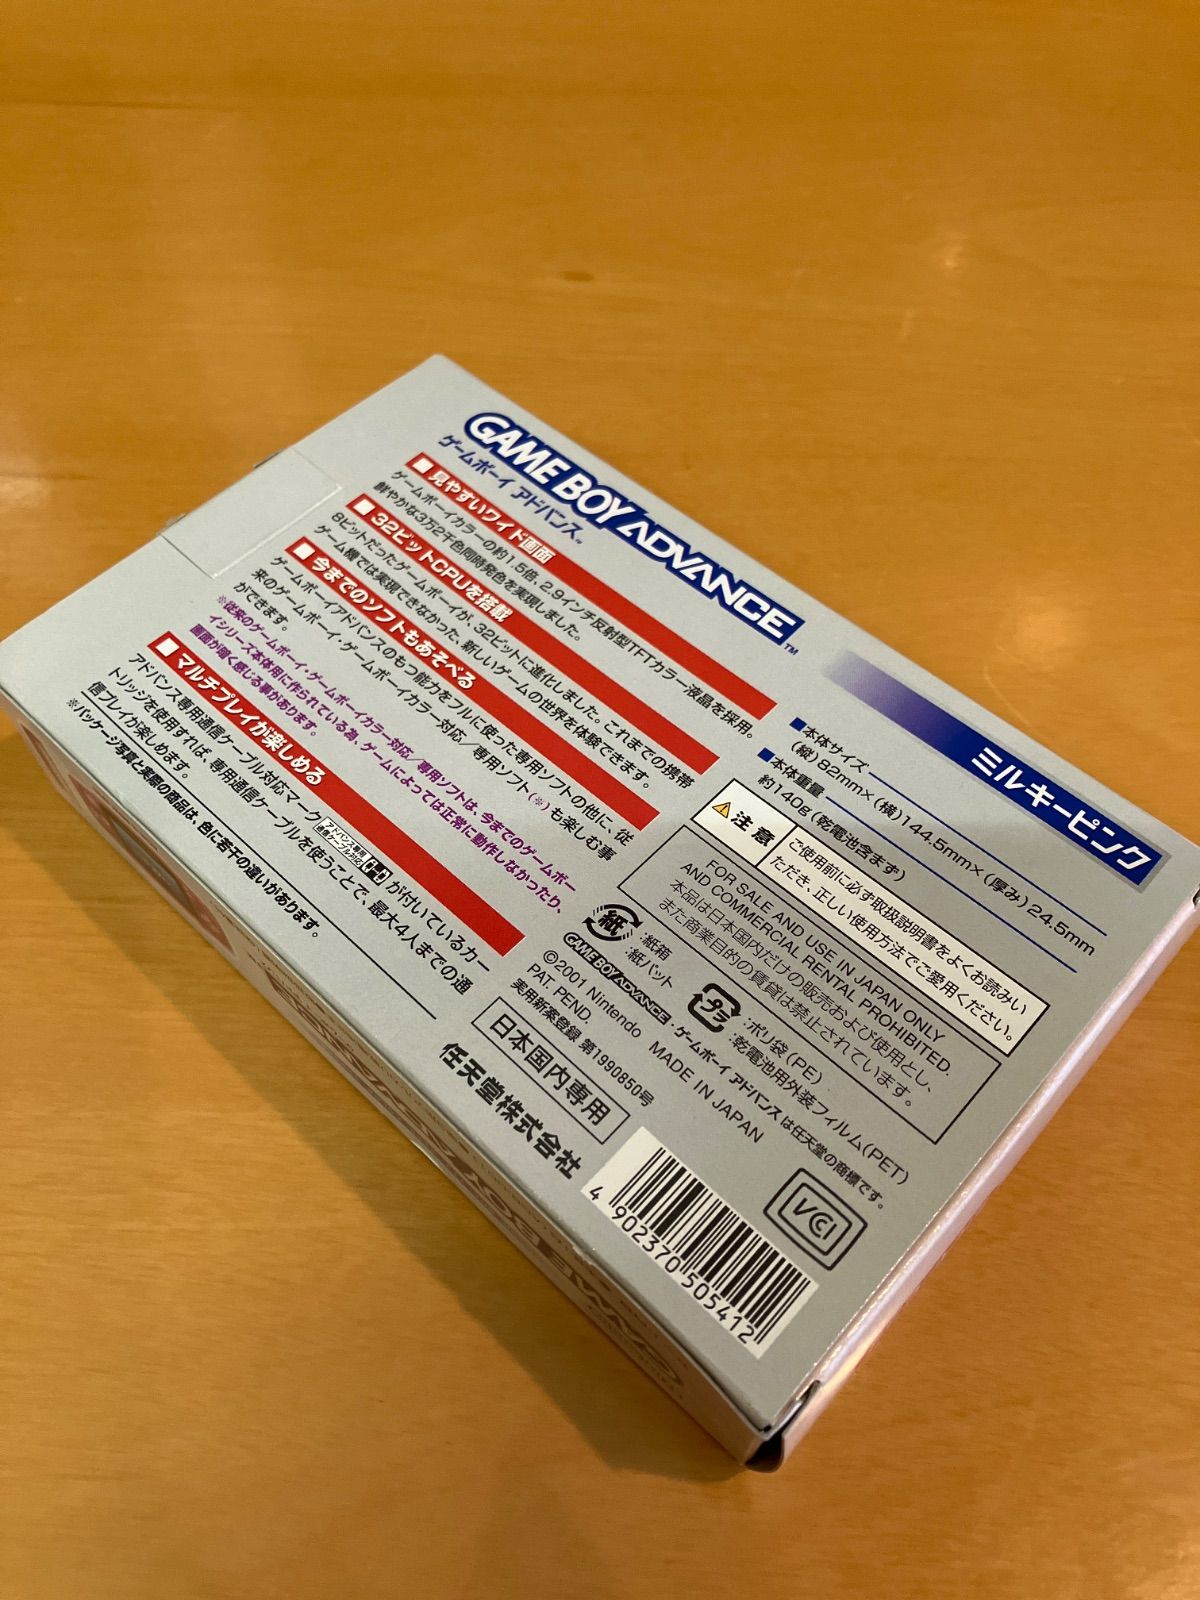 GAME BOY ADVANCE™
ゲームボーイ アドバンス®
ミルキーピンク
■見やすいワイド画面
ゲームボーイカラーの約1.5倍、2.9インチ反射型TFTカラー液晶を採用。
鮮やかな3万2千色同時発色を実現しました。
■32ビットCPUを搭載
8ビットだったゲームボーイが、32ビットに進化しました。これまでの携帯
ゲーム機では実現できなかった、新しいゲームの世界を体験できます。
■今までのソフトもあそべる
ゲームボーイアドバンスのもつ能力をフルに使った専用ソフトの他に、従
来のゲームボーイ・ゲームボーイカラー対応／専用ソフト(※)も楽しむ事
ができます。
※従来のゲームボーイ・ゲームボーイカラー対応／専用ソフトは、今までのゲームボー
イシリーズ本体用に作られている為、ゲームによっては正常に動作しなかったり、
画面が暗く感じる事があります。
■マルチプレイが楽しめる
アドバンス専用通信ケーブル対応マーク アドバンス専用
通信ケーブル対応 が付いているカー
トリッジを使用すれば、専用通信ケーブルを使うことで、最大4人までの通
信プレイが楽しめます。
※パッケージ写真と実際の商品は、色に若干の違いがあります。
■本体サイズ
(縦)82mm×(横)144.5mm×(厚み)24.5mm
■本体重量
約140g(乾電池含まず)
注意
ご使用前に必ず取扱説明書をよくお読みい
ただき、正しい使用方法でご愛用ください。
FOR SALE AND USE IN JAPAN ONLY
AND COMMERCIAL RENTAL PROHIBITED.
本品は日本国内だけの販売および使用とし、
また商業目的の賃貸は禁止されています。
紙 :紙箱
:紙パット
プラ :ポリ袋(PE)
:乾電池用外装フィルム(PET)
GAME BOY ADVANCE・ゲームボーイ アドバンスは任天堂の商標です。
©2001 Nintendo MADE IN JAPAN
PAT. PEND.
実用新案登録 第1990850号
日本国内専用
任天堂株式会社
VCI
4 902370 505412